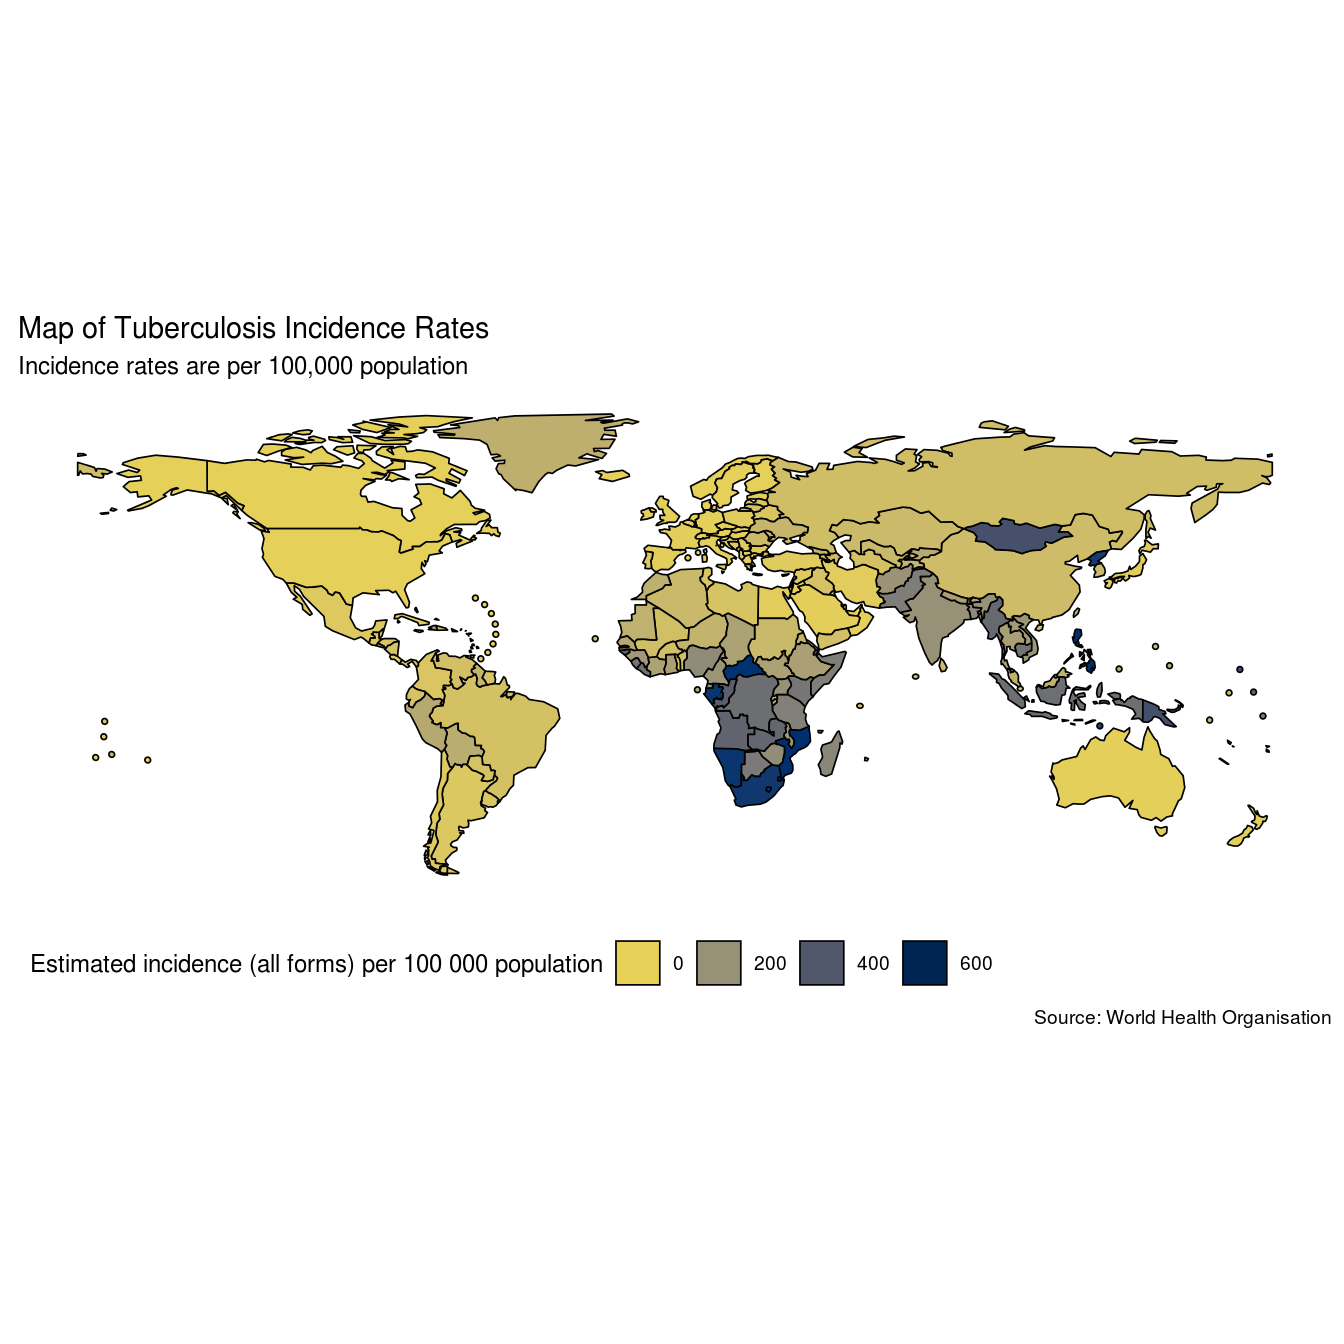 Map of Tuberculosis Incidence Rates
Incidence rates are per 100,000 population
Estimated incidence (all forms) per 100 000 population 0 200 400 600
Source: World Health Organisation